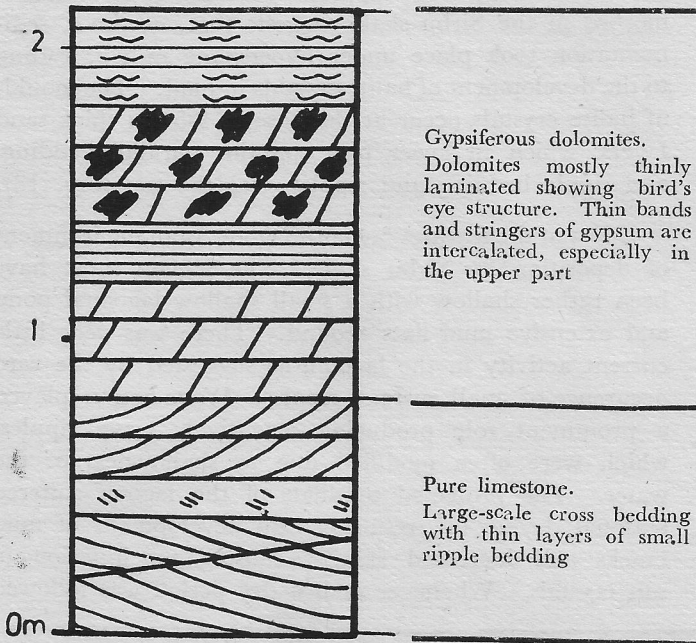 2
Gypsiferous dolomites.
Dolomites mostly thinly
laminated showing bird's
eye structure. Thin bands
and stringers of gypsum are
intercalated, especially in
the upper part
1
Pure limestone.
Large-scale cross bedding
with thin layers of small
ripple bedding
0m